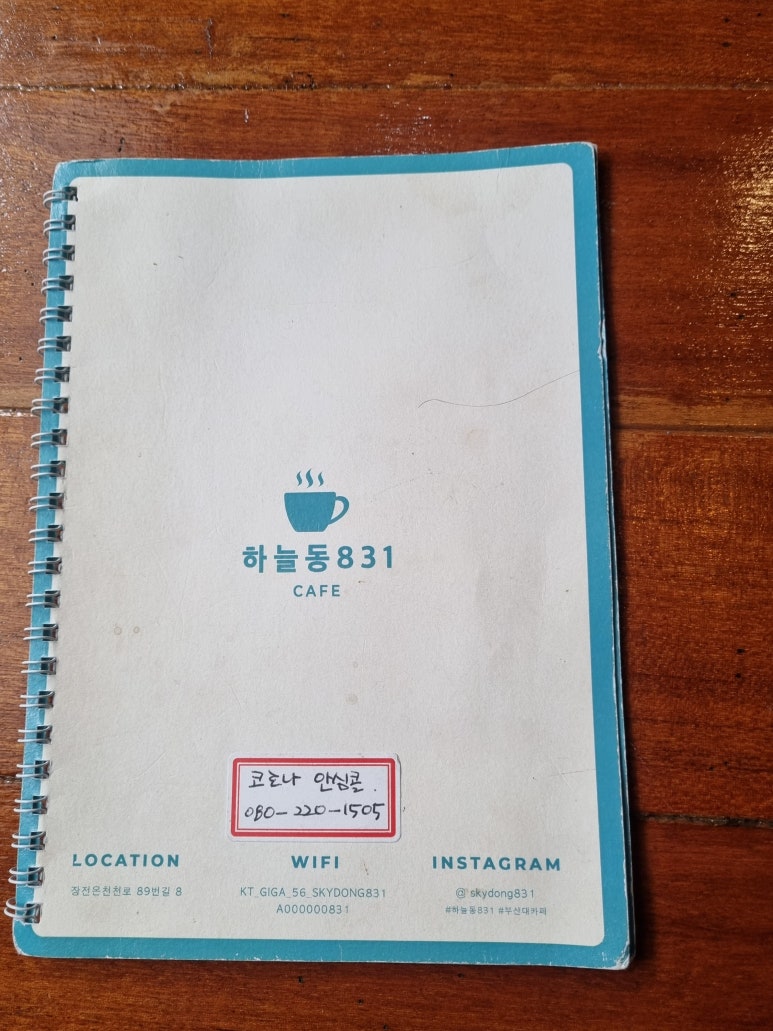 하늘동831
CAFE
코로나 안심콜.
080-220-1505
LOCATION
장전온천천로 89번길 8
WIFI
KT_GIGA_5G_SKYDONG831
A000000831
INSTAGRAM
@ skydong831
#하늘동831 #부산대카페